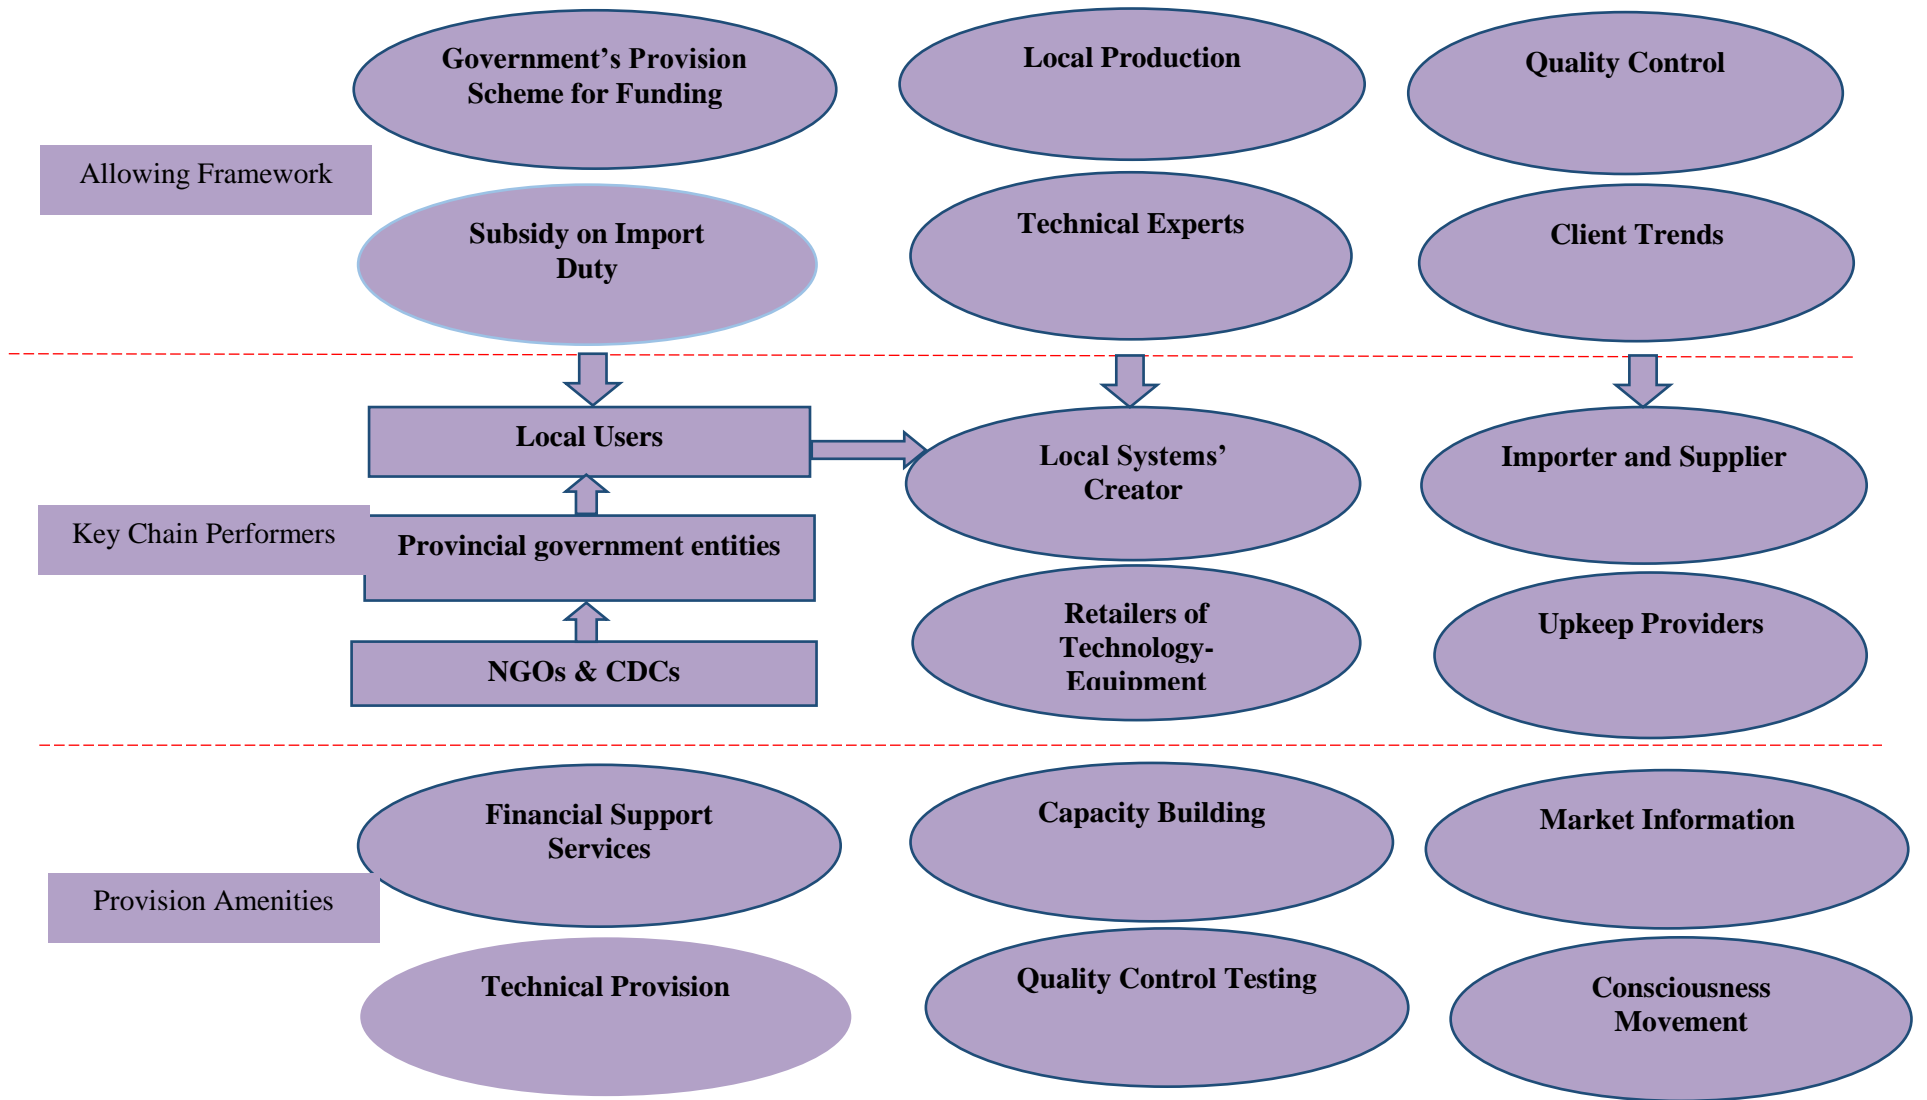 Government’s Provision
Scheme for Funding
Local Production
Quality Control
Allowing Framework
Subsidy on Import
Duty
Technical Experts
Client Trends
Local Users
Local Systems’
Creator
Importer and Supplier
Key Chain Performers
Provincial government entities
NGOs & CDCs
Retailers of
Technology-
Equipment
Upkeep Providers
Financial Support
Services
Capacity Building
Market Information
Provision Amenities
Technical Provision
Quality Control Testing
Consciousness
Movement